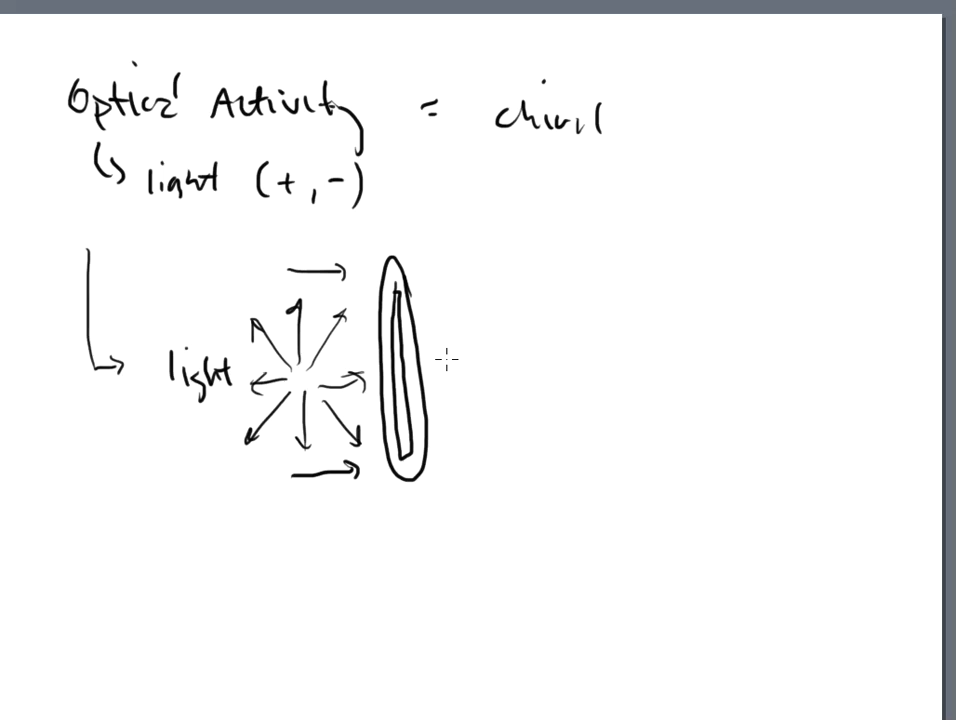 Optical Activity = chiral
light (+, -)
light